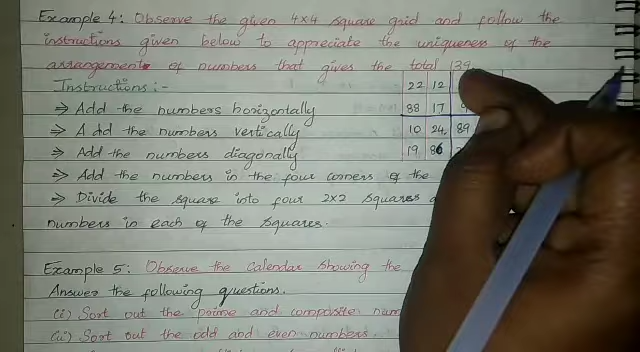 Example 4: Observe the given 4x4 square grid and follow the
instructions given below to appreciate the uniqueness of the
arrangement of numbers that gives the total 139.
Instructions:-
22 12
⇒ Add the numbers horizontally
88 17
⇒ Add the numbers vertically
10 24 89
⇒ Add the numbers diagonally
19 86
⇒ Add the numbers in the four corners of the
⇒ Divide the square into four 2x2 squares
numbers in each of the squares.
Example 5: Observe the Calendar showing the
Answer the following questions.
(i) Sort out the prime and composite
(ii) Sort out the odd and even numbers.